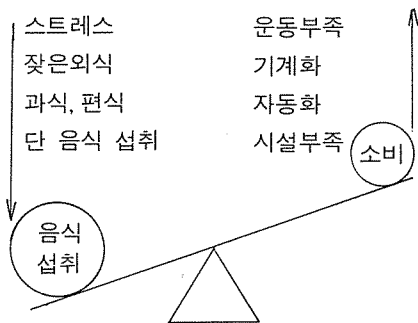 스트레스
잦은외식
과식, 편식
단 음식 섭취
운동부족
기계화
자동화
시설부족
소비
음식
섭취